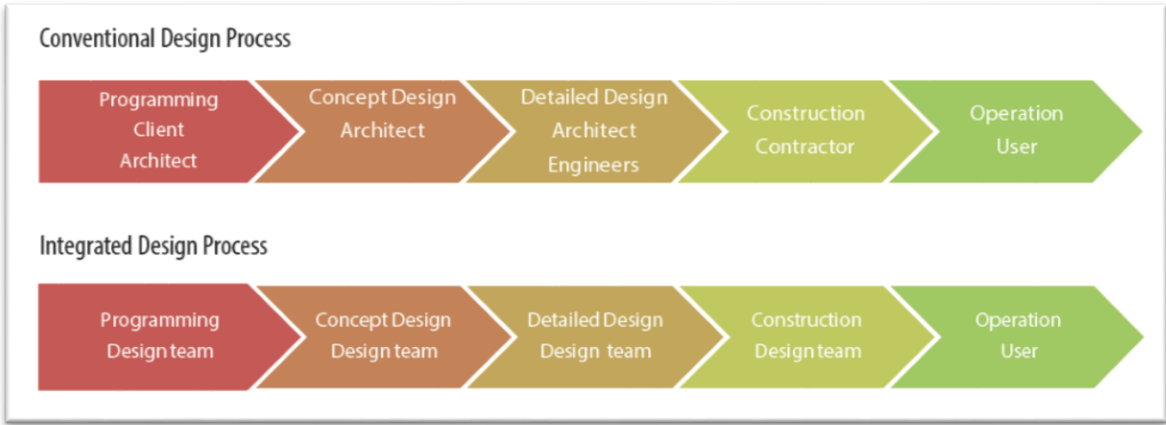 Conventional Design Process
Programming
Client
Architect
Concept Design
Architect
Detailed Design
Architect
Engineers
Construction
Contractor
Operation
User
Integrated Design Process
Programming
Design team
Concept Design
Design team
Detailed Design
Design team
Construction
Design team
Operation
User